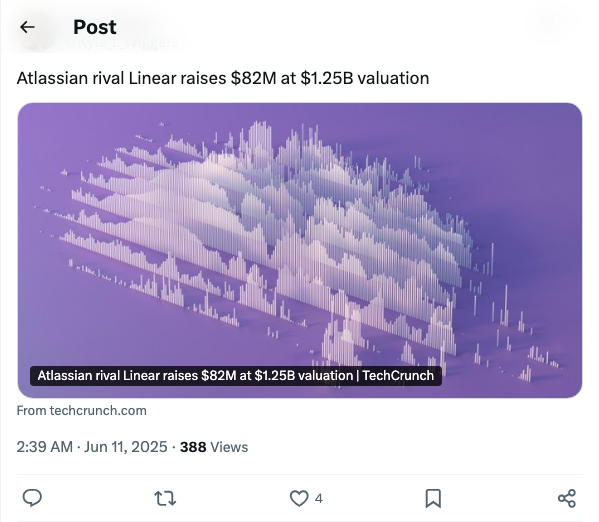 Post
Atlassian rival Linear raises $82M at $1.25B valuation
Atlassian rival Linear raises $82M at $1.25B valuation | TechCrunch
From techcrunch.com
2:39 AM · Jun 11, 2025 · 388 Views
4